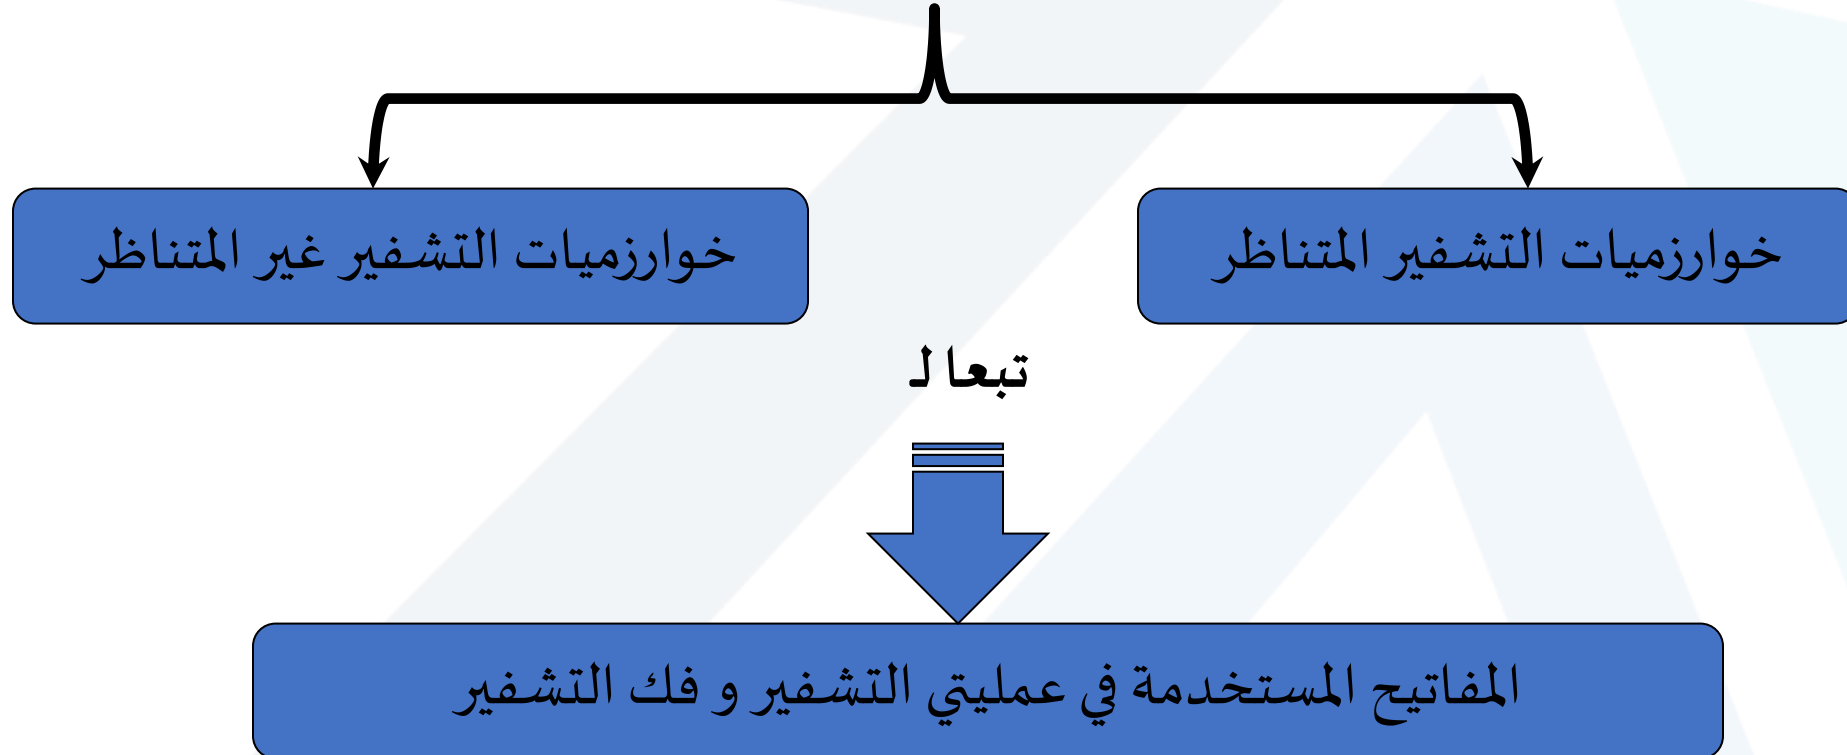 خوارزميات التشفير المتناظر
خوارزميات التشفير غير المتناظر
تبعا لـ
المفاتيح المستخدمة في عمليتي التشفير و فك التشفير